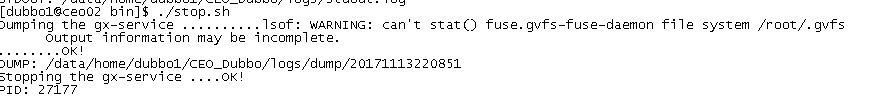 [dubbo1@ceo02 bin]$ ./stop.sh
Dumping the gx-service ..........lsof: WARNING: can't stat() fuse.gvfs-fuse-daemon file system /root/.gvfs
      Output information may be incomplete.
........OK!
DUMP: /data/home/dubbo1/CEO_Dubbo/logs/dump/20171113220851
Stopping the gx-service ....OK!
PID: 27177